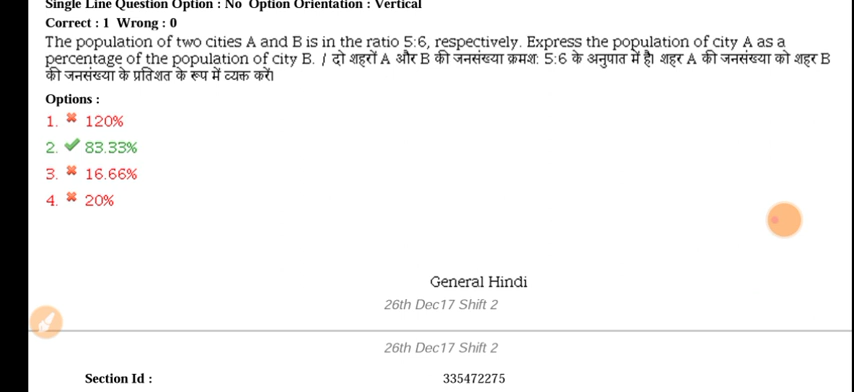 Single Line Question Option : No Option Orientation : Vertical
Correct : 1 Wrong : 0
The population of two cities A and B is in the ratio 5:6, respectively. Express the population of city A as a
percentage of the population of city B. / दो शहरों A और B की जनसंख्या क्रमश: 5:6 के अनुपात में है। शहर A की जनसंख्या को शहर B
की जनसंख्या के प्रतिशत के रूप में व्यक्त करें।
Options :
1. 120%
2. 83.33%
3. 16.66%
4. 20%
General Hindi
26th Dec17 Shift 2
26th Dec17 Shift 2
Section Id : 335472275